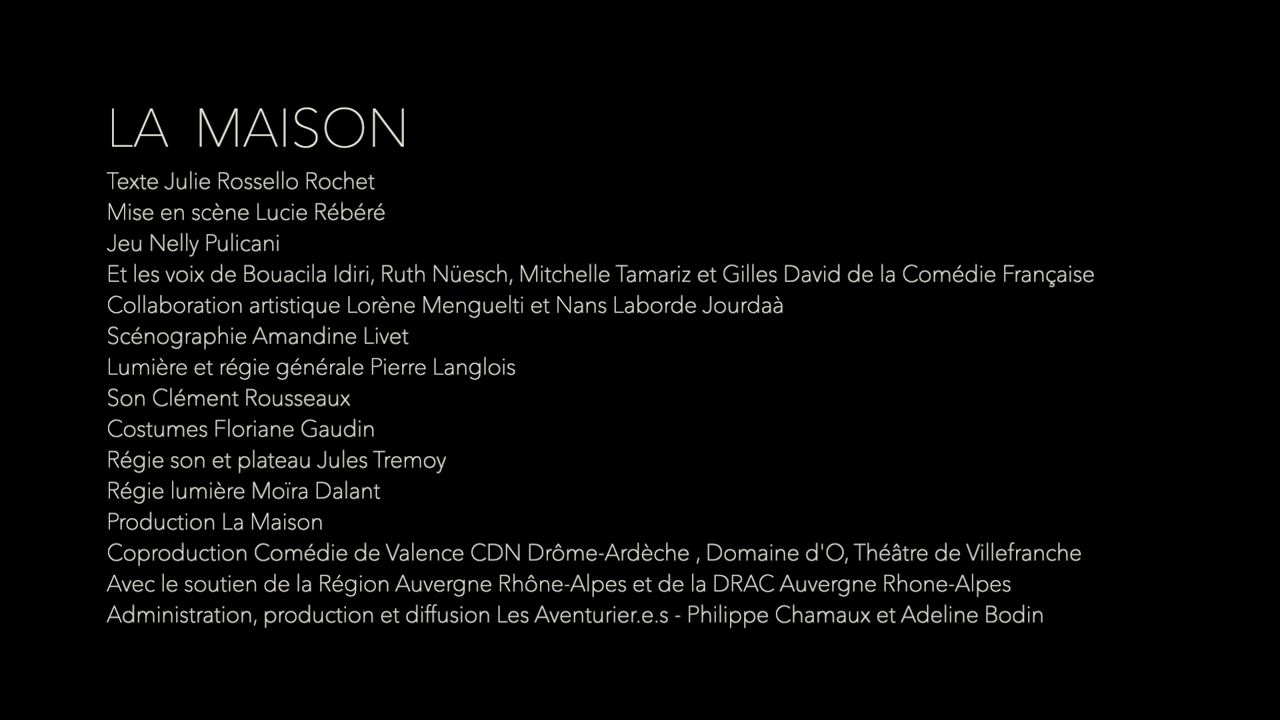 LA MAISON
Texte Julie Rossello Rochet
Mise en scène Lucie Rébéré
Jeu Nelly Pulicani
Et les voix de Bouacila Idiri, Ruth Nüesch, Mitchelle Tamariz et Gilles David de la Comédie Française
Collaboration artistique Lorène Menguelti et Nans Laborde Jourdaà
Scénographie Amandine Livet
Lumière et régie générale Pierre Langlois
Son Clément Rousseaux
Costumes Floriane Gaudin
Régie son et plateau Jules Tremoy
Régie lumière Moïra Dalant
Production La Maison
Coproduction Comédie de Valence CDN Drôme-Ardèche , Domaine d'O, Théâtre de Villefranche
Avec le soutien de la Région Auvergne Rhône-Alpes et de la DRAC Auvergne Rhone-Alpes
Administration, production et diffusion Les Aventurier.e.s - Philippe Chamaux et Adeline Bodin